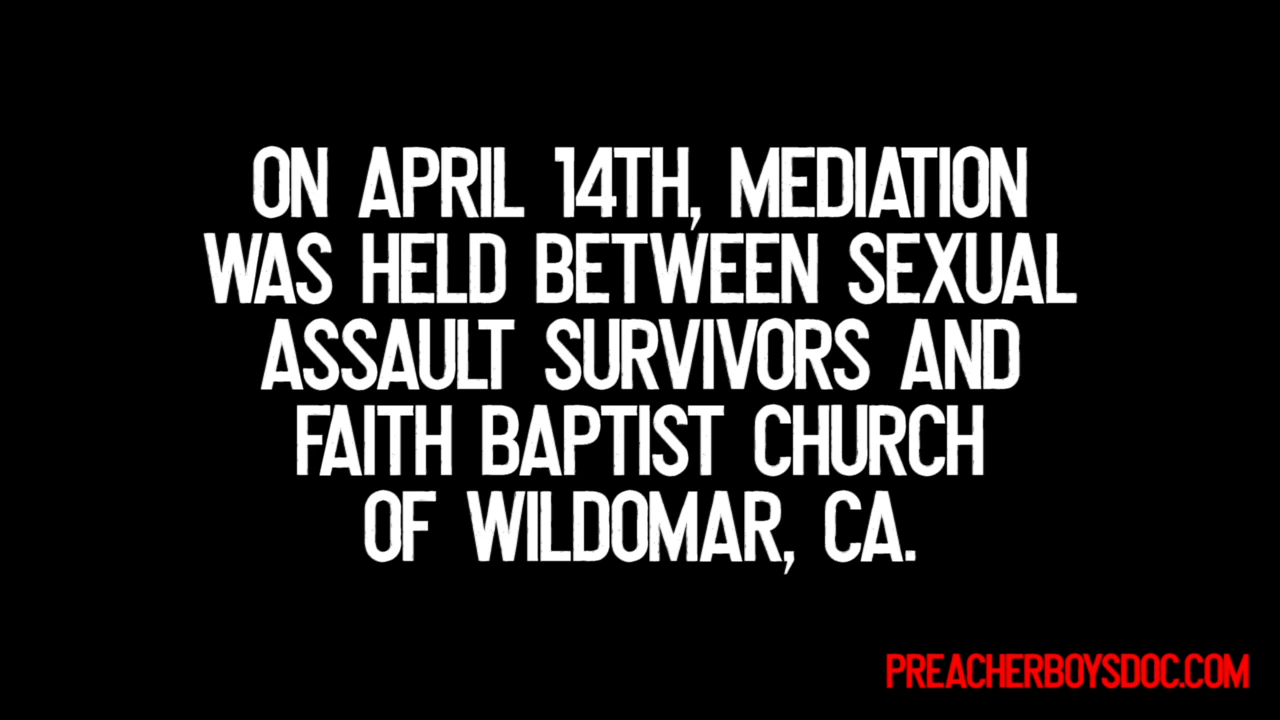 ON APRIL 14TH, MEDIATION
WAS HELD BETWEEN SEXUAL
ASSAULT SURVIVORS AND
FAITH BAPTIST CHURCH
OF WILDOMAR, CA.
PREACHERBOYSDOC.COM